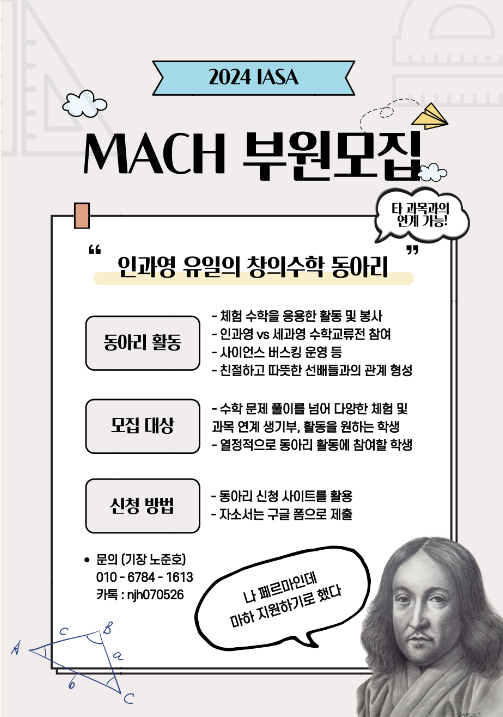 2024 IASA
MACH 부원모집
타 과목과의
연계 가능!
“ 인과영 유일의 창의수학 동아리 ”
동아리 활동
- 체험 수학을 응용한 활동 및 봉사
- 인과영 vs 세과영 수학교류전 참여
- 사이언스 버스킹 운영 등
- 친절하고 따뜻한 선배들과의 관계 형성
모집 대상
- 수학 문제 풀이를 넘어 다양한 체험 및
과목 연계 생기부, 활동을 원하는 학생
- 열정적으로 동아리 활동에 참여할 학생
신청 방법
- 동아리 신청 사이트를 활용
- 자소서는 구글 폼으로 제출
• 문의 (기장 노준호)
010 - 6784 - 1613
카톡 : njh070526
나 페르마인데
마하 지원하기로 했다
A
c
B
a
b
C